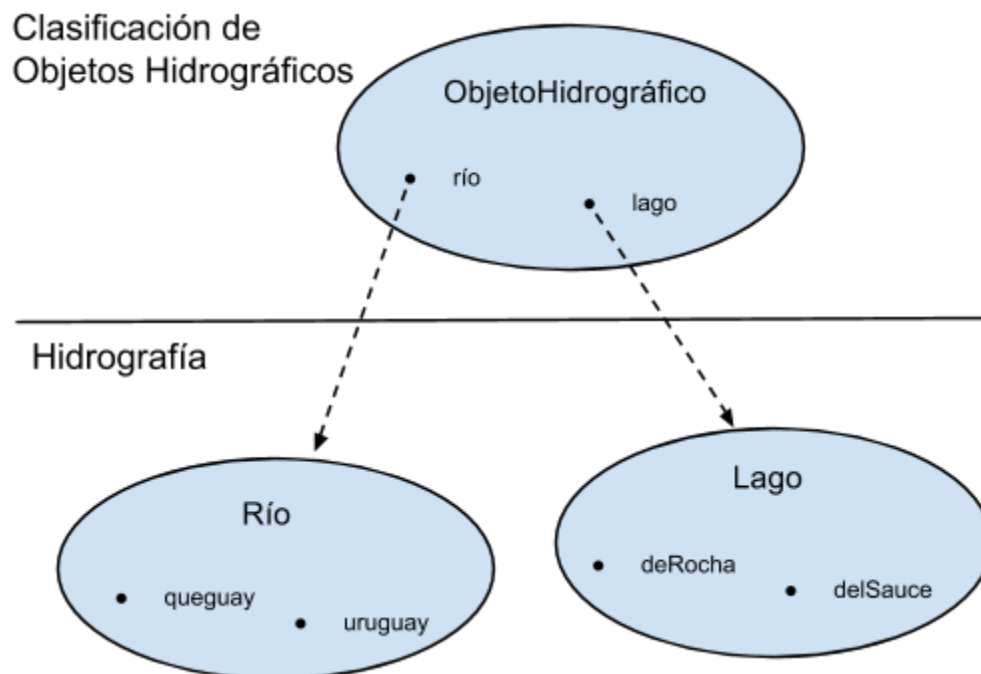 Clasificación de
Objetos Hidrográficos
ObjetoHidrográfico
río
lago
Hidrografía
Río
queguay
uruguay
Lago
deRocha
delSauce